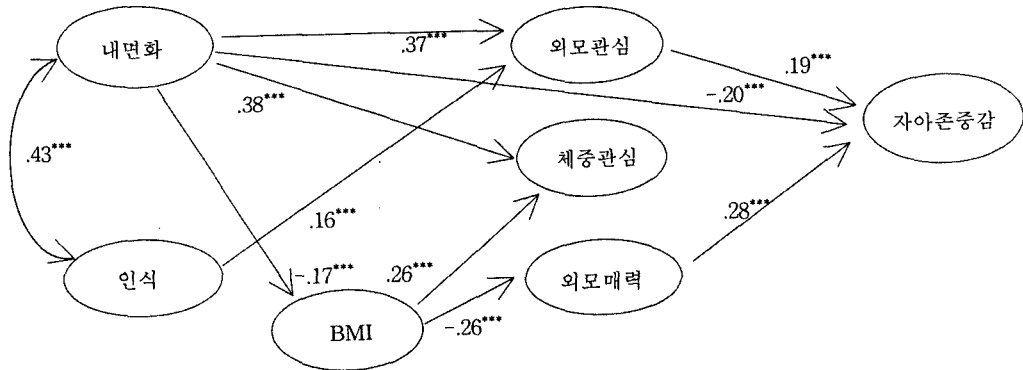 내면화
외모관심
.37***
.19***
-.20***
자아존중감
.38***
체중관심
.43***
.16***
.28***
인식
외모매력
-.17***
.26***
BMI
-.26***